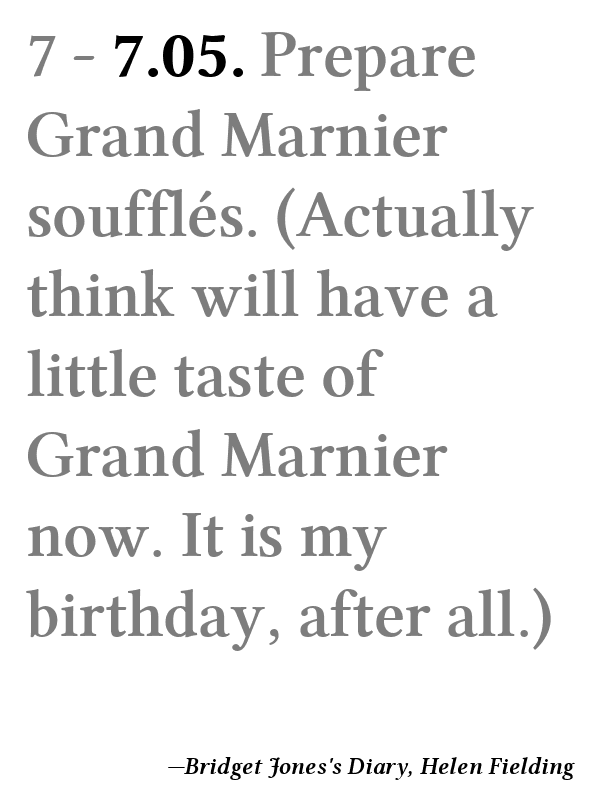 7 - 7.05. Prepare
Grand Marnier
soufflés. (Actually
think will have a
little taste of
Grand Marnier
now. It is my
birthday, after all.)
—Bridget Jones's Diary, Helen Fielding